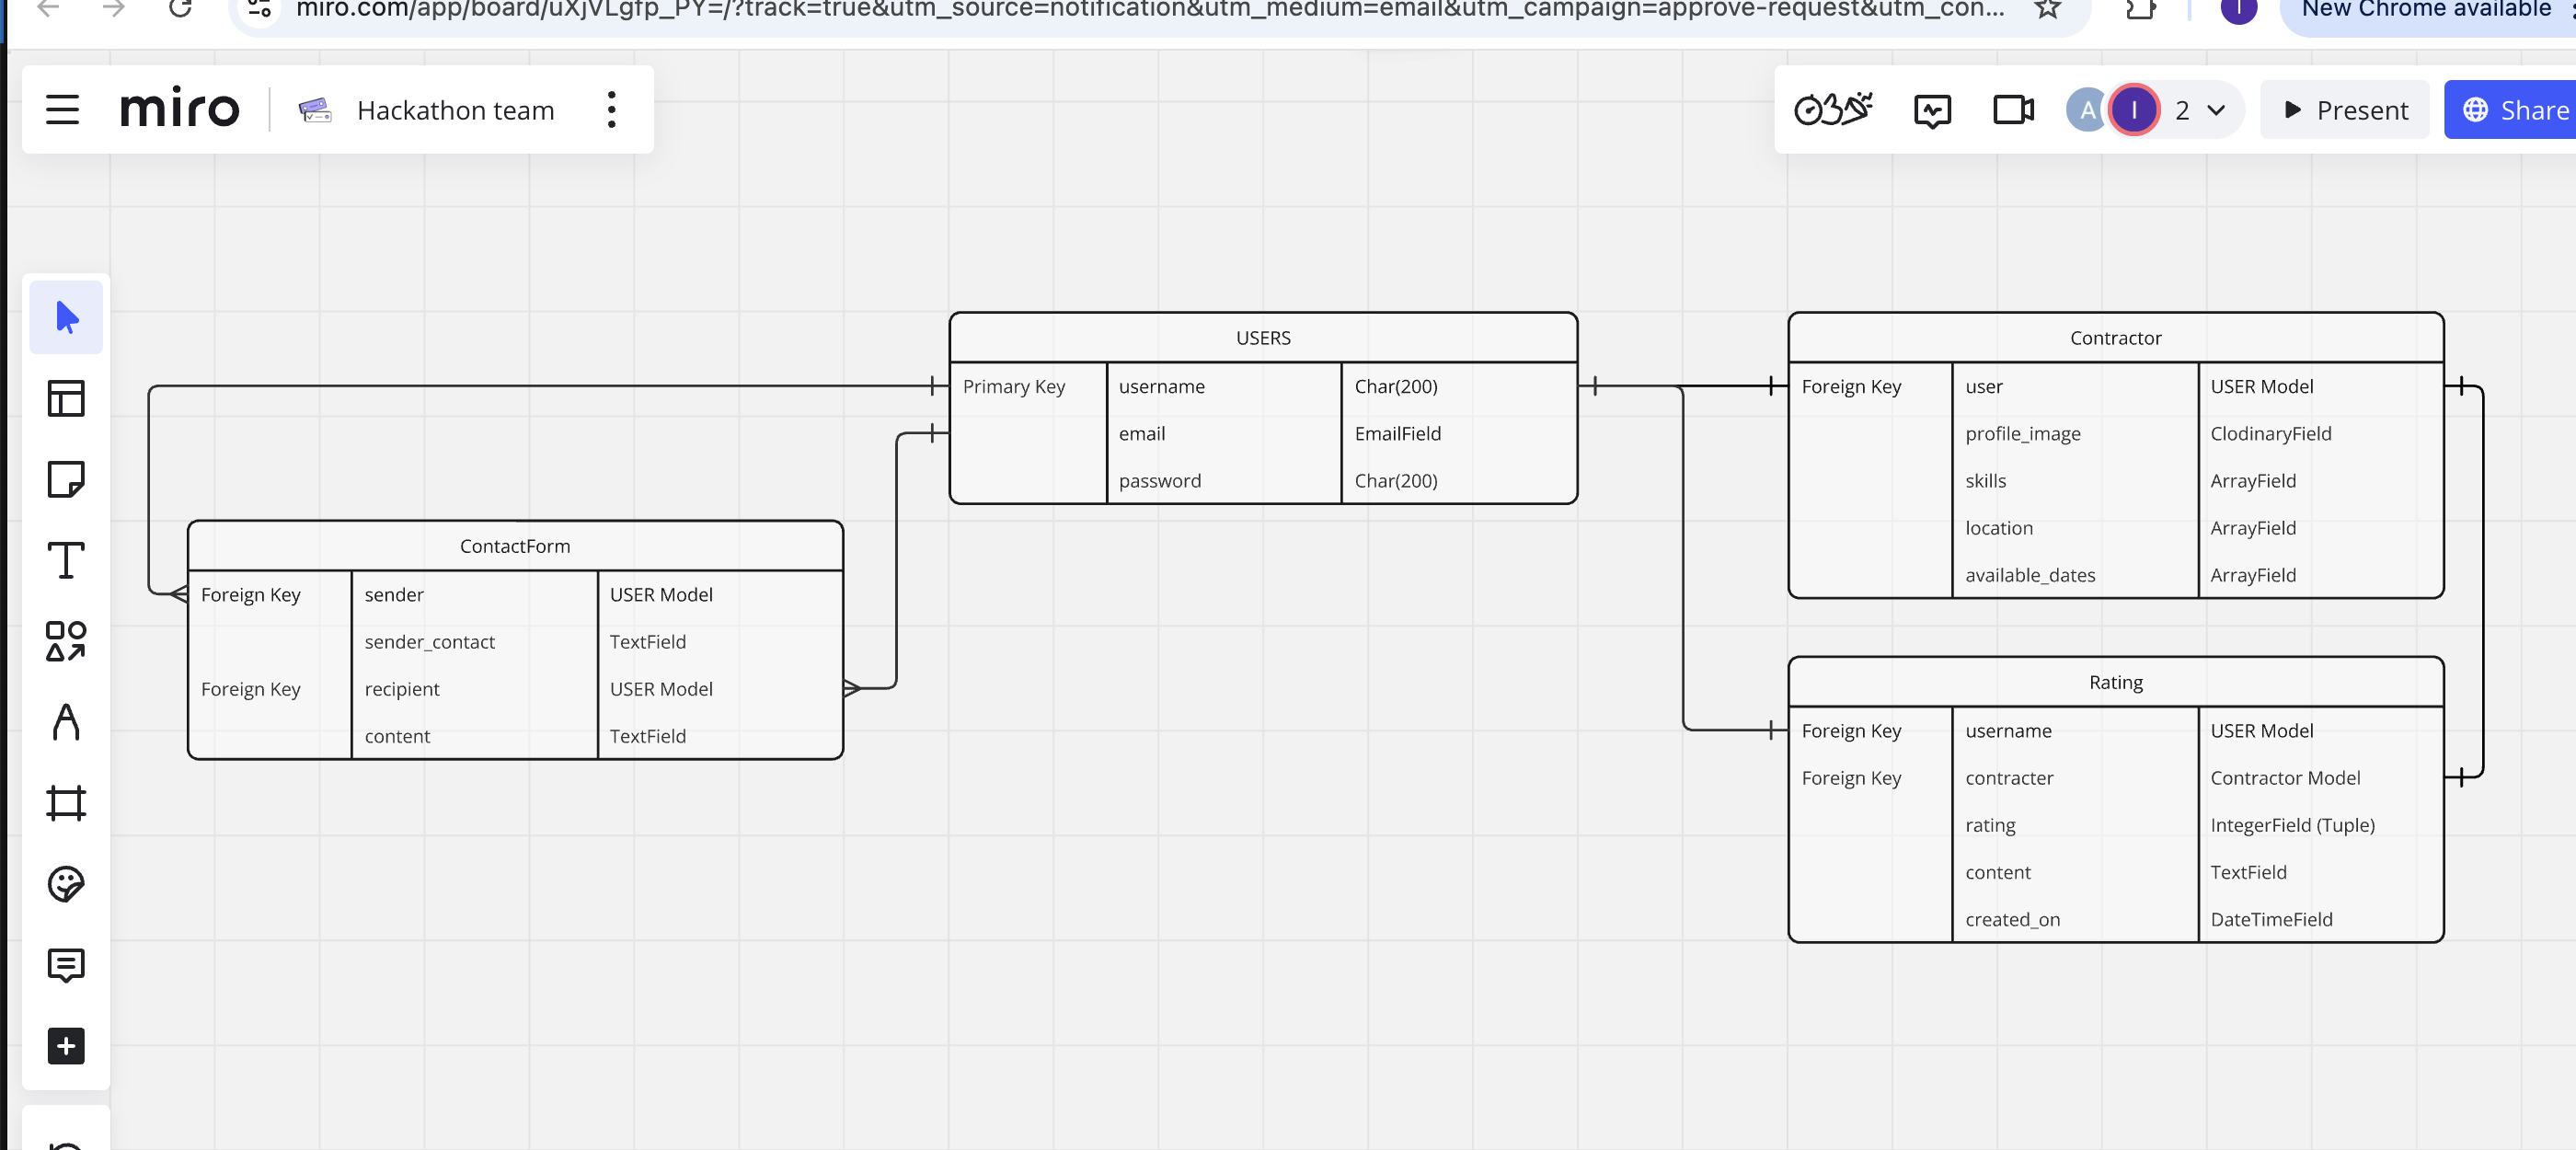 miro.com/app/board/uXjVLgfp_PY=/?track=true&utm_source=notification&utm_medium=email&utm_campaign=approve-request&utm_con...
I
New Chrome available
miro
Hackathon team
A
I
2
Present
Share
USERS
Primary Key username Char(200)
email EmailField
password Char(200)
Contractor
Foreign Key user USER Model
profile_image ClodinaryField
skills ArrayField
location ArrayField
available_dates ArrayField
ContactForm
Foreign Key sender USER Model
sender_contact TextField
Foreign Key recipient USER Model
content TextField
Rating
Foreign Key username USER Model
Foreign Key contracter Contractor Model
rating IntegerField (Tuple)
content TextField
created_on DateTimeField